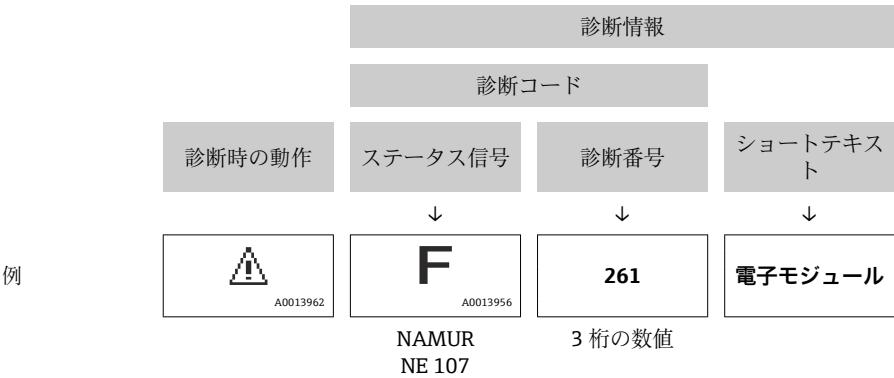 診断情報
診断コード
診断時の動作
ステータス信号
診断番号
ショートテキス
ト
↓ ↓ ↓
例
A0013962
F
A0013956
261
電子モジュール
NAMUR
NE 107
3 桁の数値